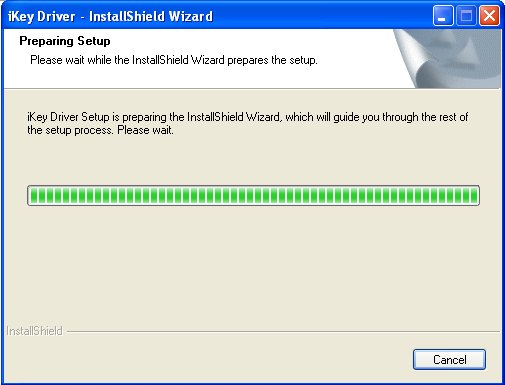 iKey Driver - InstallShield Wizard
Preparing Setup
Please wait while the InstallShield Wizard prepares the setup.
iKey Driver Setup is preparing the InstallShield Wizard, which will guide you through the rest of
the setup process. Please wait.
InstallShield
Cancel